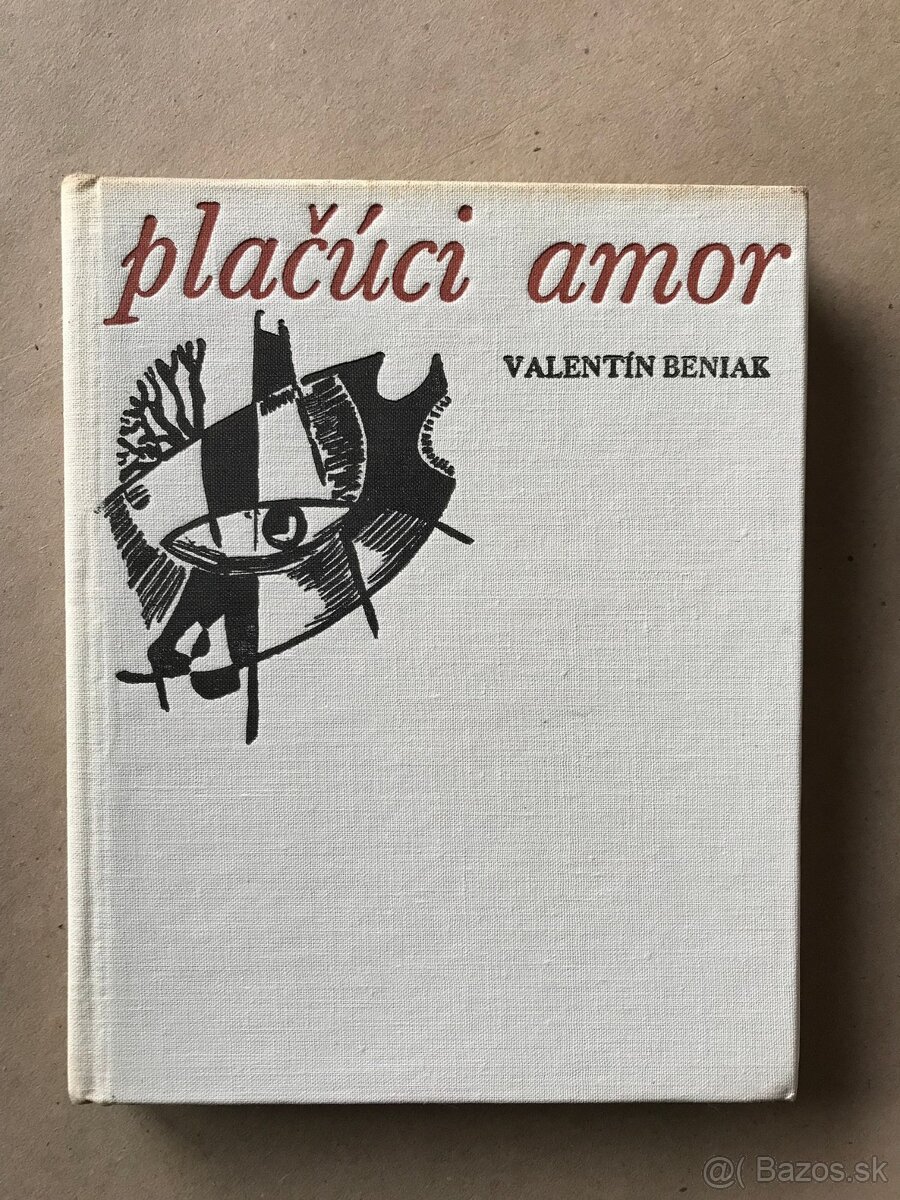 plačúci amor
VALENTÍN BENIAK
@( Bazos.sk